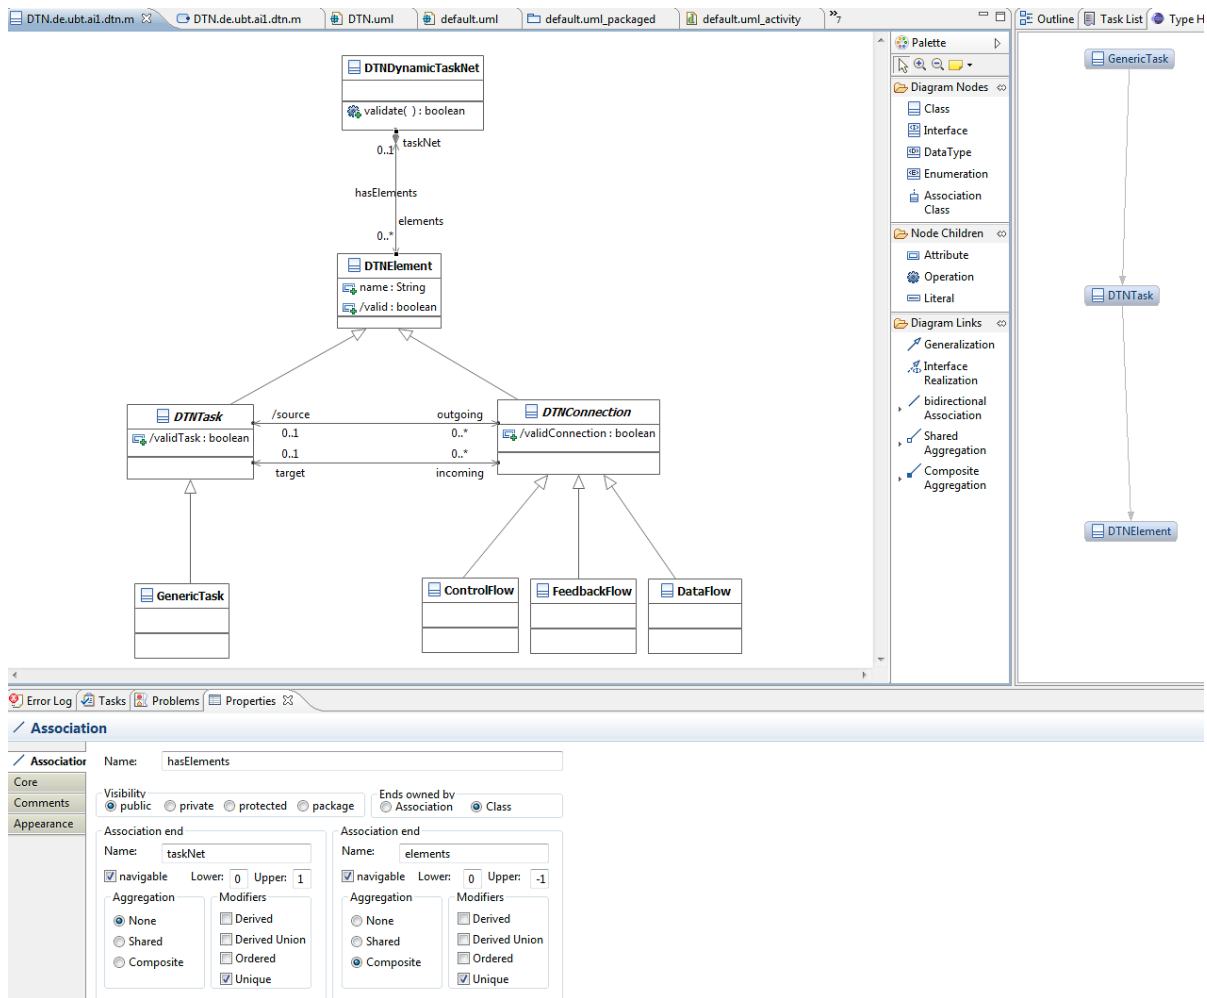 DTN.de.ubt.ai1.dtn.m
DTN.de.ubt.ai1.dtn.m
DTN.uml
default.uml
default.uml_packaged
default.uml_activity
»7
Outline
Task List
Type H
DTNDynamicTaskNet
validate( ) : boolean
taskNet
0..1
hasElements
elements
0..*
DTNElement
name : String
/valid : boolean
DTNTask
/validTask : boolean
/source
outgoing
0..1
0..*
0..1
0..*
target
incoming
DTNConnection
/validConnection : boolean
GenericTask
ControlFlow
FeedbackFlow
DataFlow
Palette
Diagram Nodes
Class
Interface
DataType
Enumeration
Association
Class
Node Children
Attribute
Operation
Literal
Diagram Links
Generalization
Interface
Realization
bidirectional
Association
Shared
Aggregation
Composite
Aggregation
GenericTask
DTNTask
DTNElement
Error Log
Tasks
Problems
Properties
Association
Association
Core
Comments
Appearance
Name:
hasElements
Visibility
public
private
protected
package
Ends owned by
Association
Class
Association end
Name:
taskNet
navigable
Lower:
0
Upper:
1
Aggregation
None
Shared
Composite
Modifiers
Derived
Derived Union
Ordered
Unique
Association end
Name:
elements
navigable
Lower:
0
Upper:
-1
Aggregation
None
Shared
Composite
Modifiers
Derived
Derived Union
Ordered
Unique